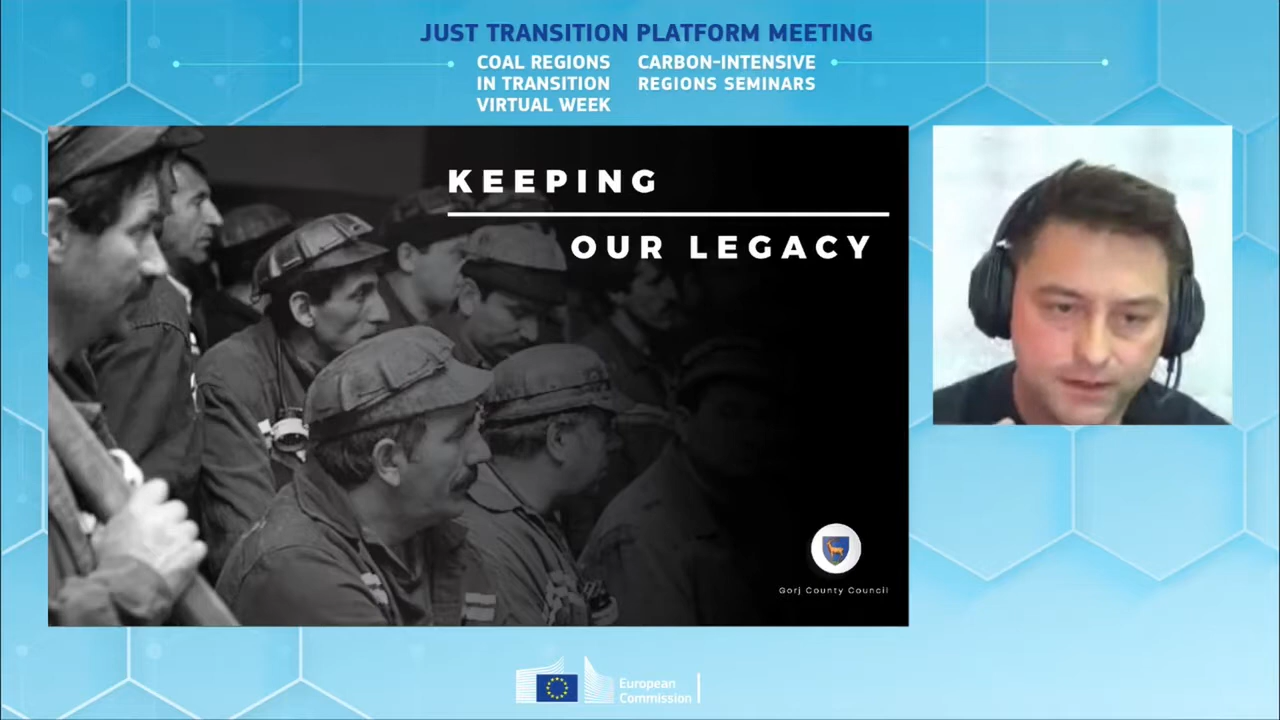 JUST TRANSITION PLATFORM MEETING
COAL REGIONS
IN TRANSITION
VIRTUAL WEEK
CARBON-INTENSIVE
REGIONS SEMINARS
KEEPING
OUR LEGACY
Gorj County Council
European
Commission